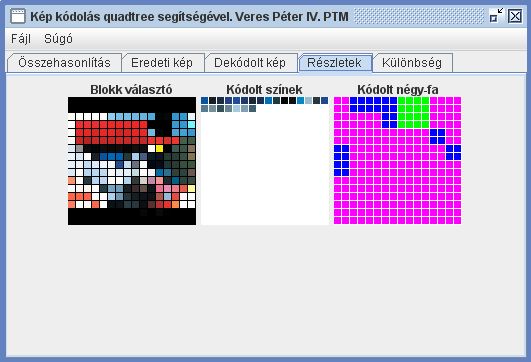 Kép kódolás quadtree segítségével. Veres Péter IV. PTM
Fájl Súgó
Összehasonlítás Eredeti kép Dekódolt kép Részletek Különbség
Blokk választó Kódolt színek Kódolt négy-fa